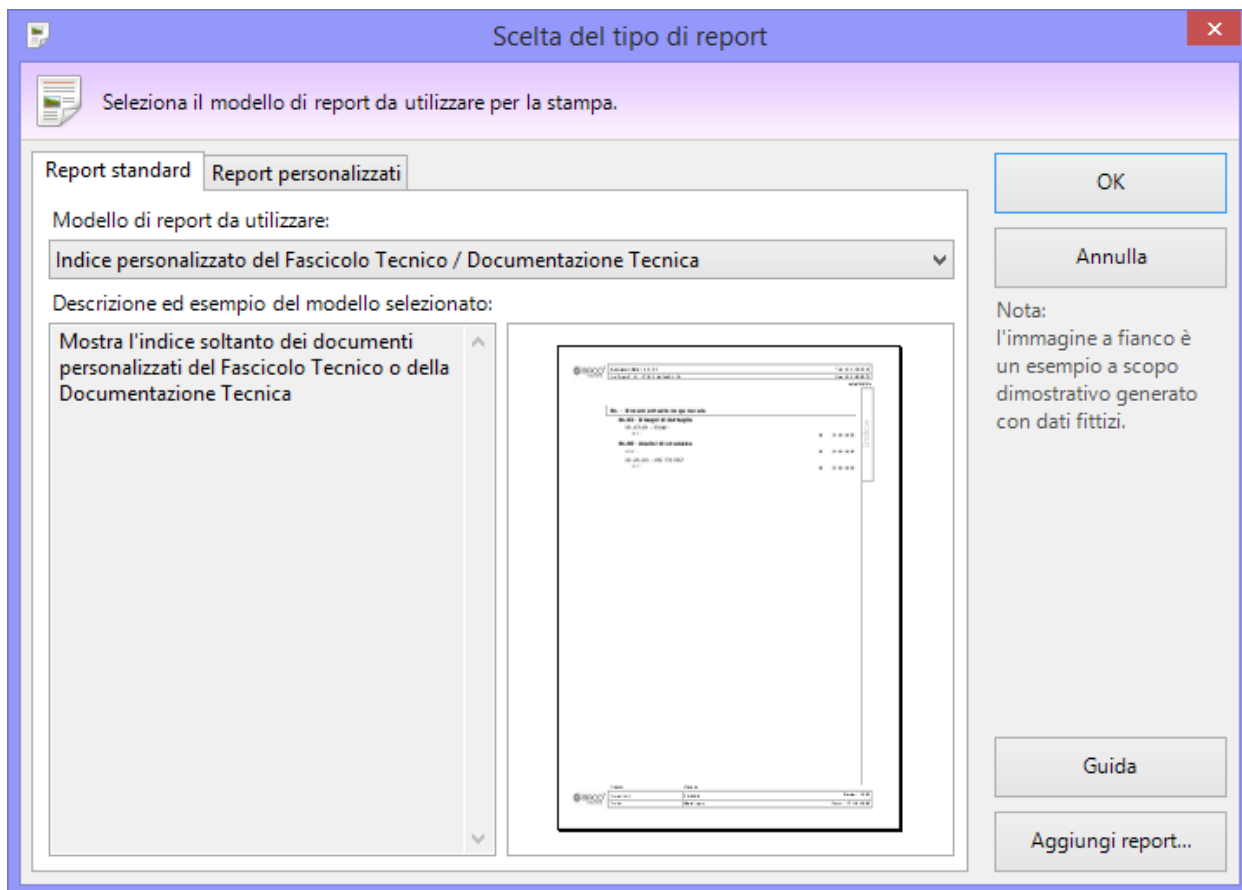 Scelta del tipo di report
Seleziona il modello di report da utilizzare per la stampa.
Report standard
Report personalizzati
Modello di report da utilizzare:
Indice personalizzato del Fascicolo Tecnico / Documentazione Tecnica
Descrizione ed esempio del modello selezionato:
Mostra l'indice soltanto dei documenti
personalizzati del Fascicolo Tecnico o della
Documentazione Tecnica
Indice
OK
Annulla
Nota:
l'immagine a fianco è
un esempio a scopo
dimostrativo generato
con dati fittizi.
Guida
Aggiungi report...